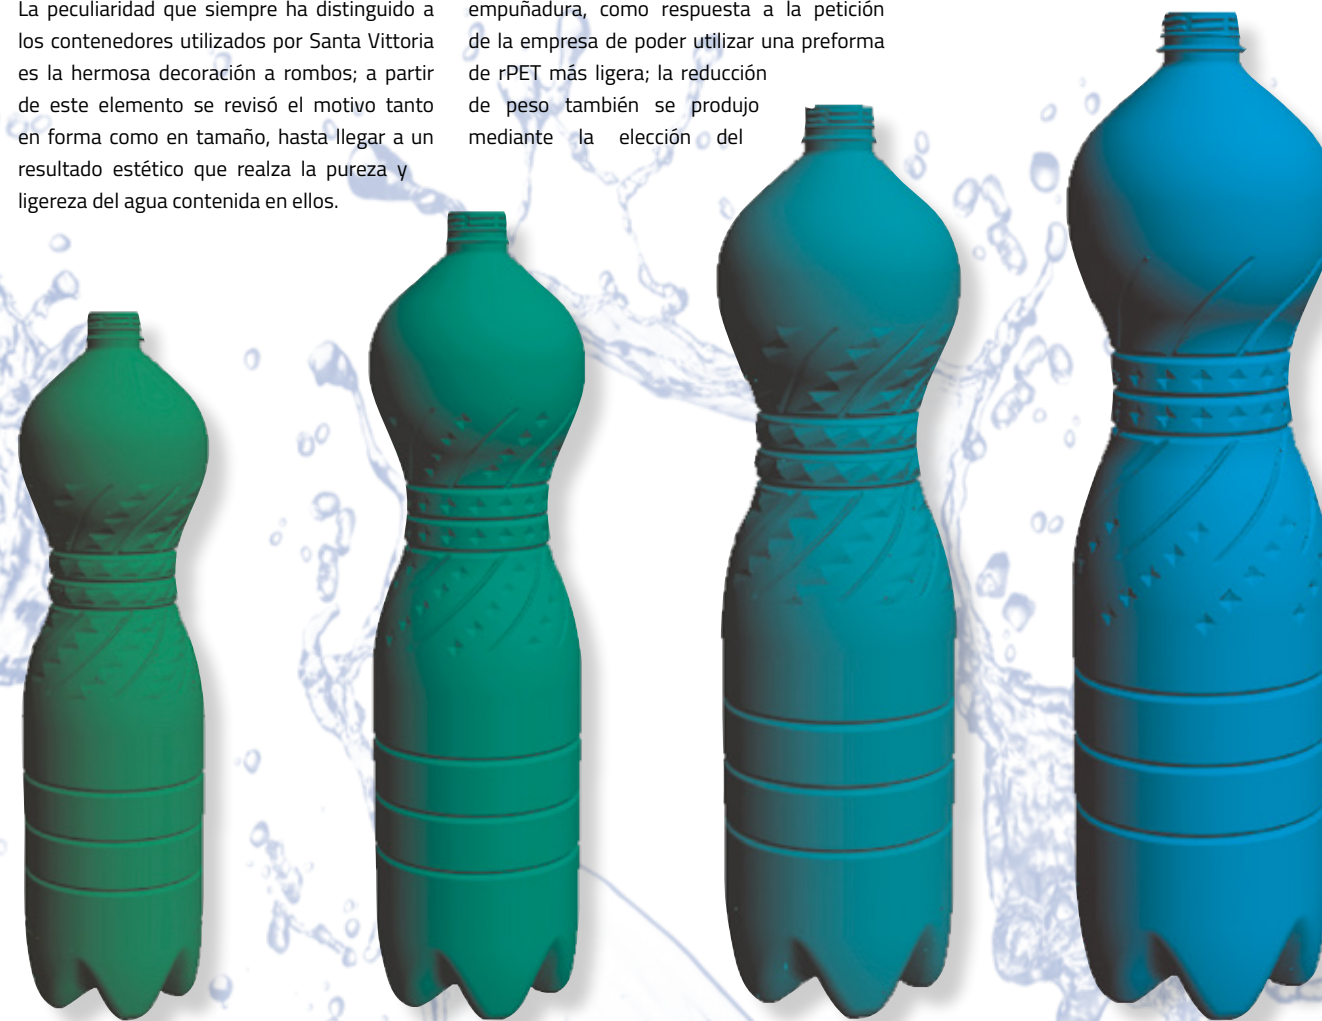 La peculiaridad que siempre ha distinguido a
los contenedores utilizados por Santa Vittoria
es la hermosa decoración a rombos; a partir
de este elemento se revisó el motivo tanto
en forma como en tamaño, hasta llegar a un
resultado estético que realza la pureza y
ligereza del agua contenida en ellos.
empuñadura, como respuesta a la petición
de la empresa de poder utilizar una preforma
de rPET más ligera; la reducción
de peso también se produjo
mediante la elección del